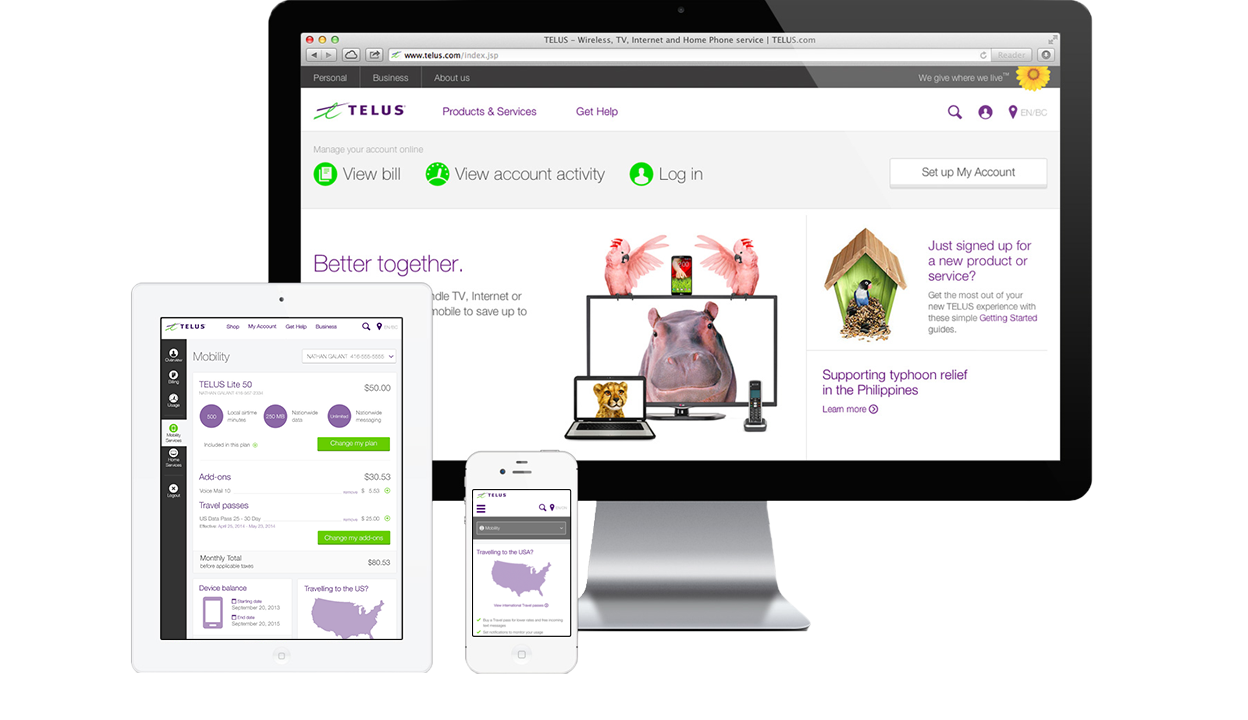 TELUS – Wireless, TV, Internet and Home Phone service | TELUS.com
www.telus.com/index.jsp
Reader
Personal
Business
About us
We give where we live™
TELUS
Products & Services
Get Help
EN/BC
Manage your account online
View bill
View account activity
Log in
Set up My Account
Better together.
ndle TV, Internet or
mobile to save up to
Just signed up for
a new product or
service?
Get the most out of your
new TELUS experience with
these simple Getting Started
guides.
Supporting typhoon relief
in the Philippines
Learn more
TELUS
Shop
My Account
Get Help
Business
EN/BC
Overview
Billing
Usage
Mobility
Services
Home
Services
Logout
Mobility
NATHAN GALANT 416-556-5555
TELUS Lite 50
$50.00
500
Local airtime
minutes
250 MB
Nationwide
data
Unlimited
Nationwide
messaging
Included in this plan
Change my plan
Add-ons
$30.53
Voice Mail 10
remove
$ 5.53
Travel passes
US Data Pass 25 - 30 Day
remove
$ 25.00
Effective: April 25, 2014 - May 23, 2014
Change my add-ons
Monthly Total
before applicable taxes
$80.53
Device balance
Starting date
September 20, 2013
End date
September 20, 2015
Travelling to the US?
TELUS
Mobility
Travelling to the USA?
View International Travel passes
Buy a Travel pass for lower rates and free incoming
text messages
Set notifications to monitor your usage